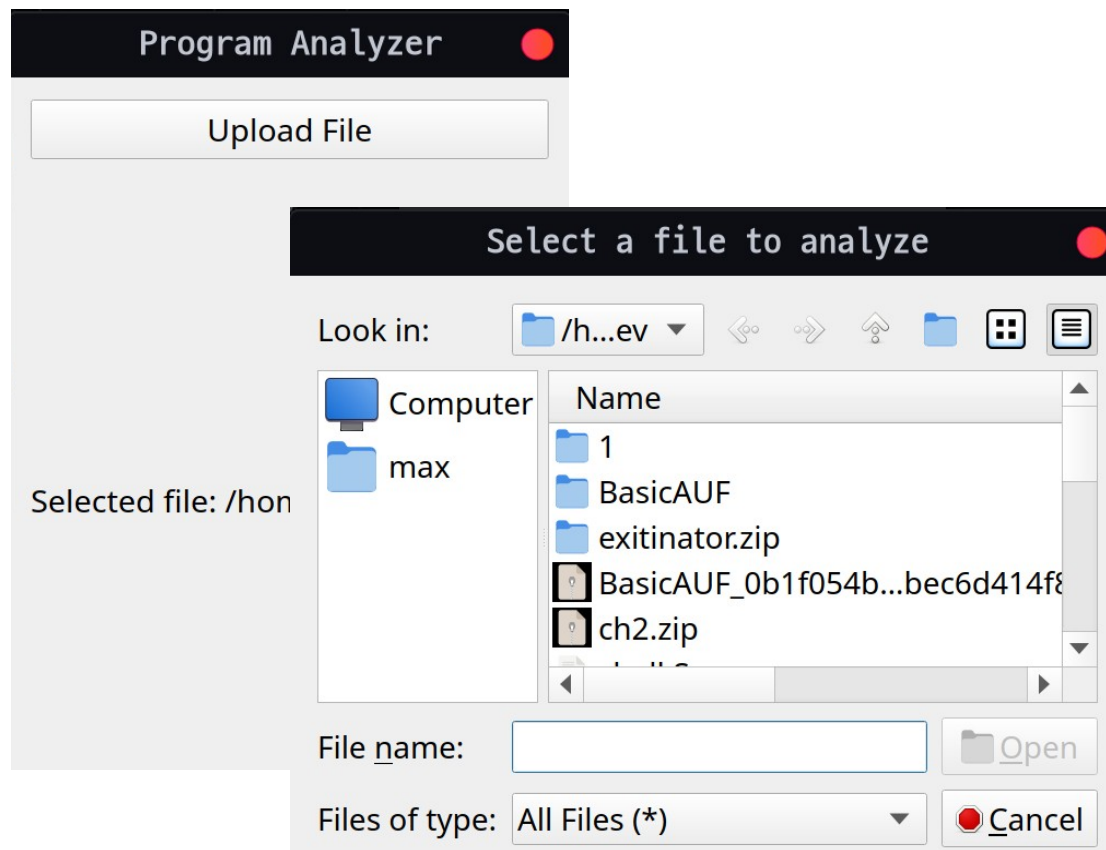 Program Analyzer
Upload File
Selected file: /hon
Select a file to analyze
Look in: /h...ev
Computer
max
Name
1
BasicAUF
exitinator.zip
BasicAUF_0b1f054b...bec6d414f8
ch2.zip
File name:
Open
Files of type: All Files (*)
Cancel